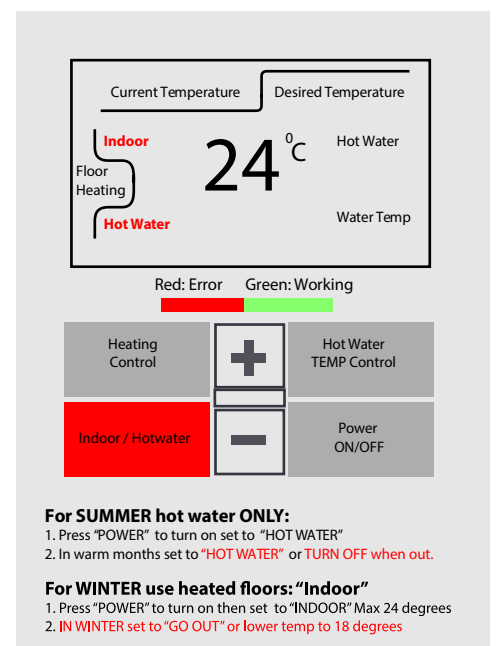 Current Temperature Desired Temperature
Indoor
24 ⁰C
Hot Water
Floor
Heating
Hot Water
Water Temp
Red: Error Green: Working
Heating
Control
+
Hot Water
TEMP Control
Indoor / Hotwater
−
Power
ON/OFF
For SUMMER hot water ONLY:
1. Press “POWER” to turn on set to “HOT WATER”
2. In warm months set to “HOT WATER” or TURN OFF when out.
For WINTER use heated floors: “Indoor”
1. Press “POWER” to turn on then set to “INDOOR” Max 24 degrees
2. IN WINTER set to “GO OUT” or lower temp to 18 degrees